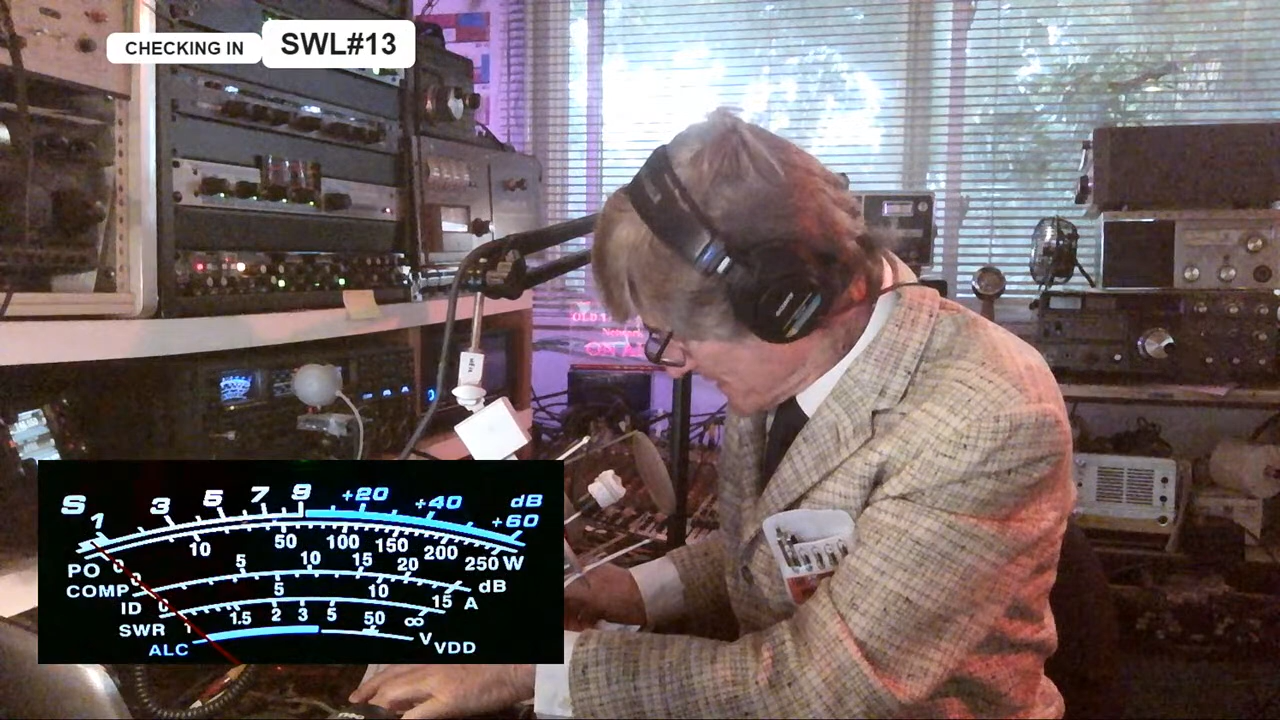 CHECKING IN SWL#13
S 1 3 5 7 9 +20 +40 +60 dB
PO 0 10 50 100 150 200 250 W
COMP 0 5 10 15 20 dB
ID 0 5 10 15 A
SWR 1 1.5 2 3 5 50 ∞
ALC
V VDD
OLD
Network